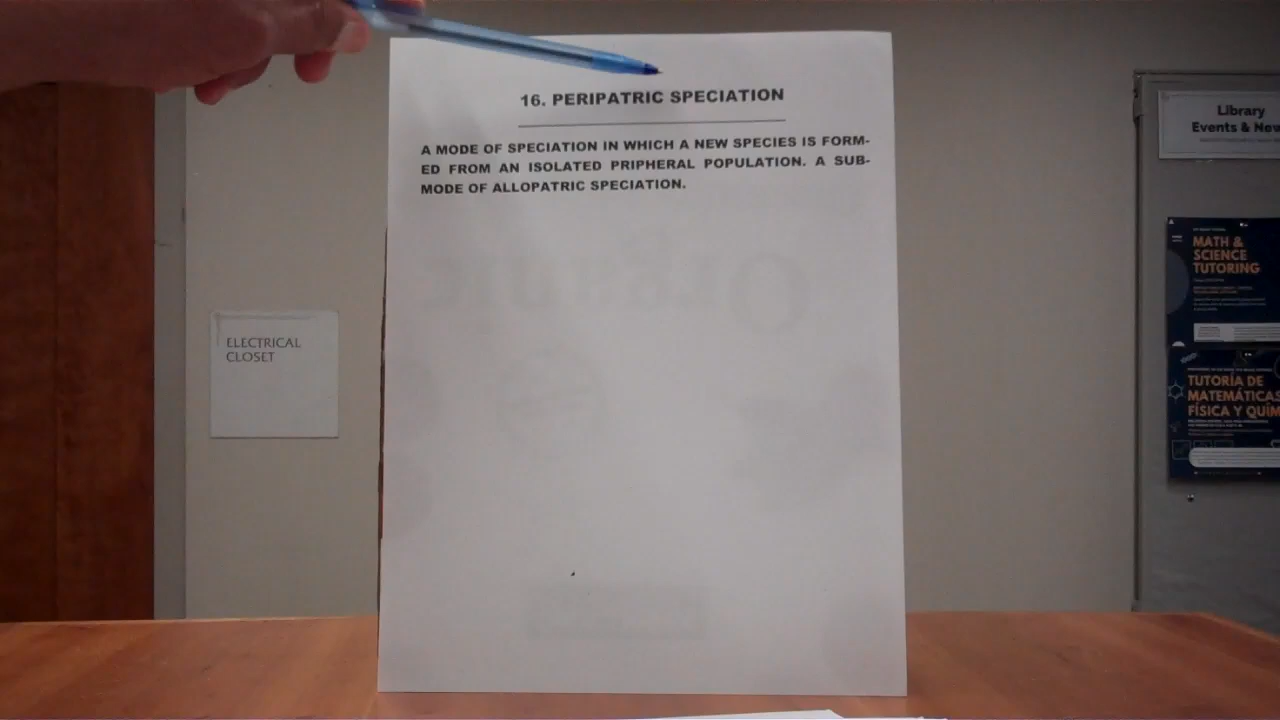 16. PERIPATRIC SPECIATION
A MODE OF SPECIATION IN WHICH A NEW SPECIES IS FORM-
ED FROM AN ISOLATED PRIPHERAL POPULATION. A SUB-
MODE OF ALLOPATRIC SPECIATION.
ELECTRICAL
CLOSET
Library
Events & New
MATH &
SCIENCE
TUTORING
TUTORÍA DE
MATEMÁTICAS
FÍSICA Y QUÍM